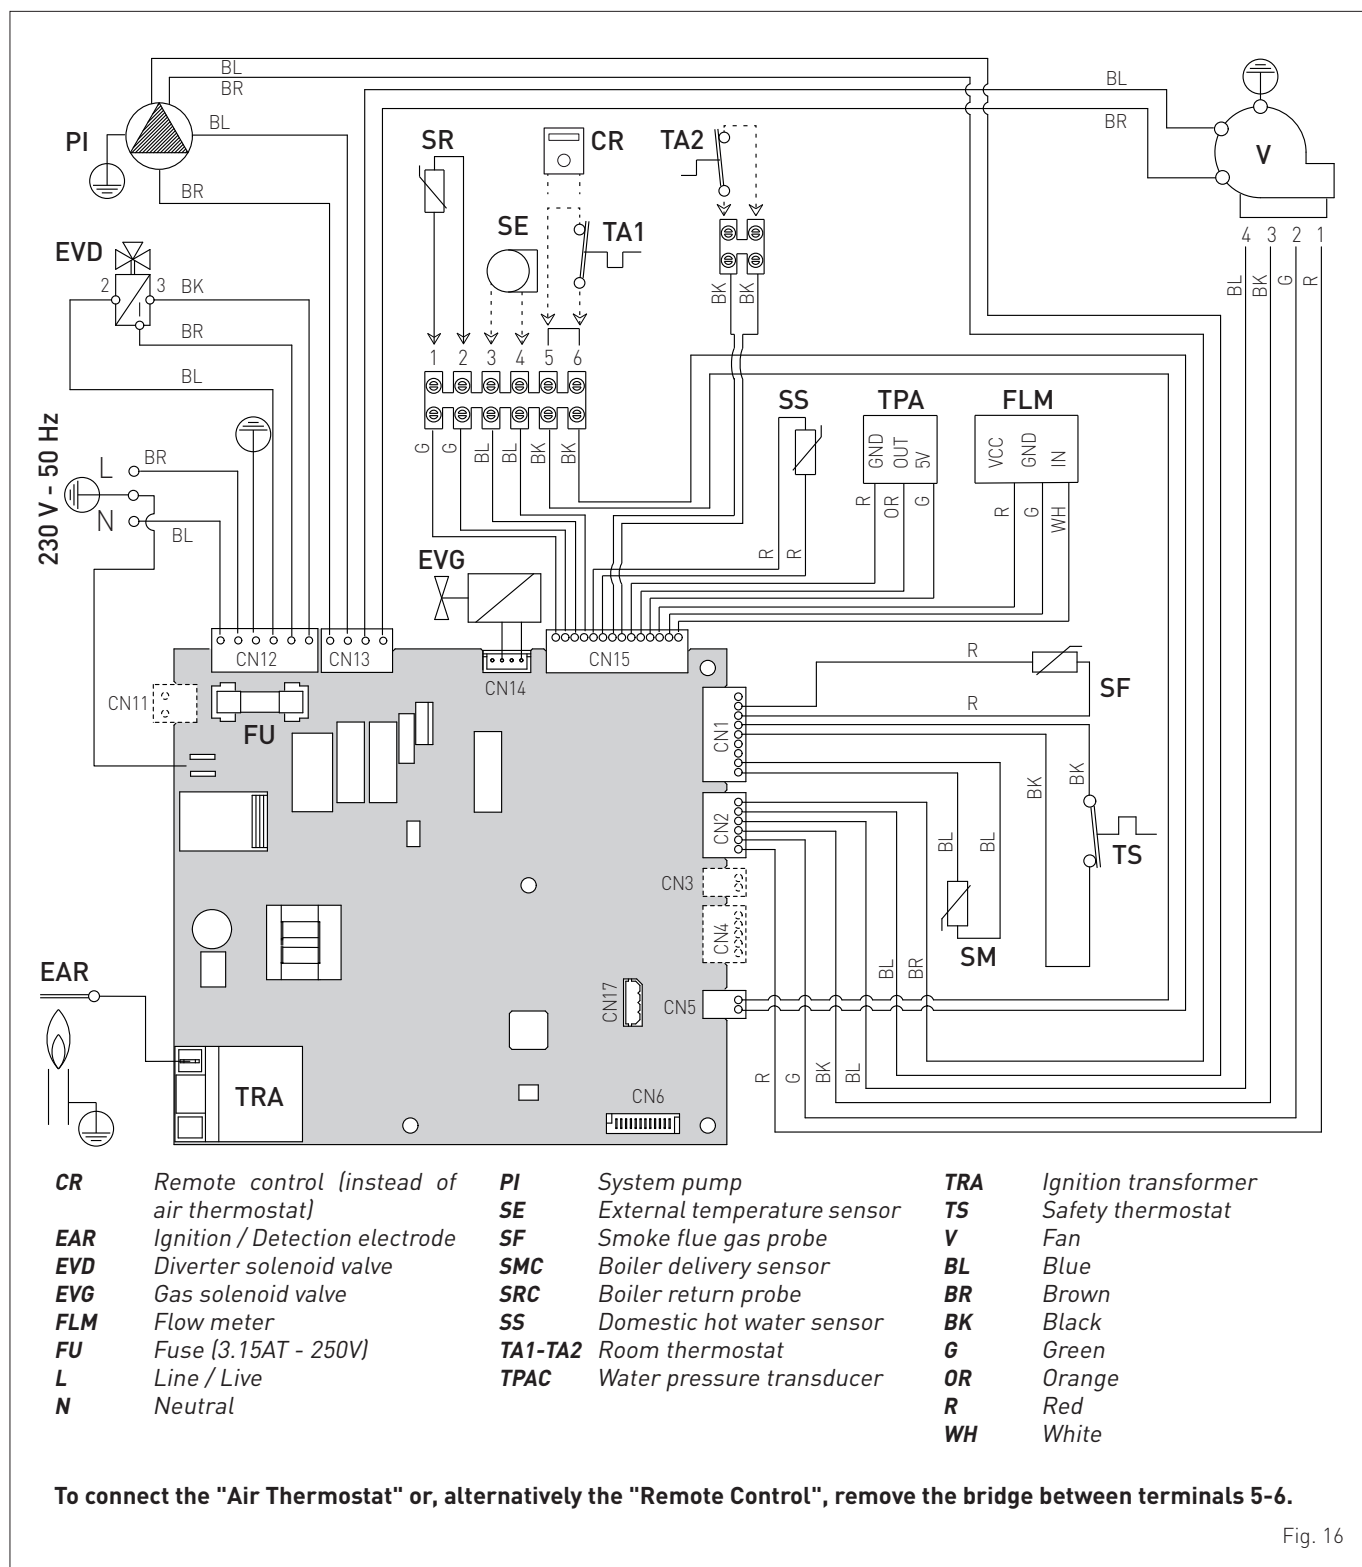 BL
BR
BL
BR
BL
BR
PI
SR
CR
TA2
V
SE
TA1
4 3 2 1
EVD
2 3 BK
BR
BL
BK BK
BL BK G R
1 2 3 4 5 6
G G BL BL BK BK
SS
TPA
GND OUT 5V
R OR G
FLM
VCC GND IN
R G WH
R R
230 V - 50 Hz
L BR
N BL
EVG
CN12 CN13 CN14 CN15
CN11
FU
R
R
SF
CN1
BK BK
TS
CN2
BL BL
SM
CN3
CN4
BL BR
EAR
CN17
CN5
R G BK BL
TRA
CN6
CR Remote control (instead of
air thermostat)
EAR Ignition / Detection electrode
EVD Diverter solenoid valve
EVG Gas solenoid valve
FLM Flow meter
FU Fuse (3.15AT - 250V)
L Line / Live
N Neutral
PI System pump
SE External temperature sensor
SF Smoke flue gas probe
SMC Boiler delivery sensor
SRC Boiler return probe
SS Domestic hot water sensor
TA1-TA2 Room thermostat
TPAC Water pressure transducer
TRA Ignition transformer
TS Safety thermostat
V Fan
BL Blue
BR Brown
BK Black
G Green
OR Orange
R Red
WH White
To connect the "Air Thermostat" or, alternatively the "Remote Control", remove the bridge between terminals 5-6.
Fig. 16